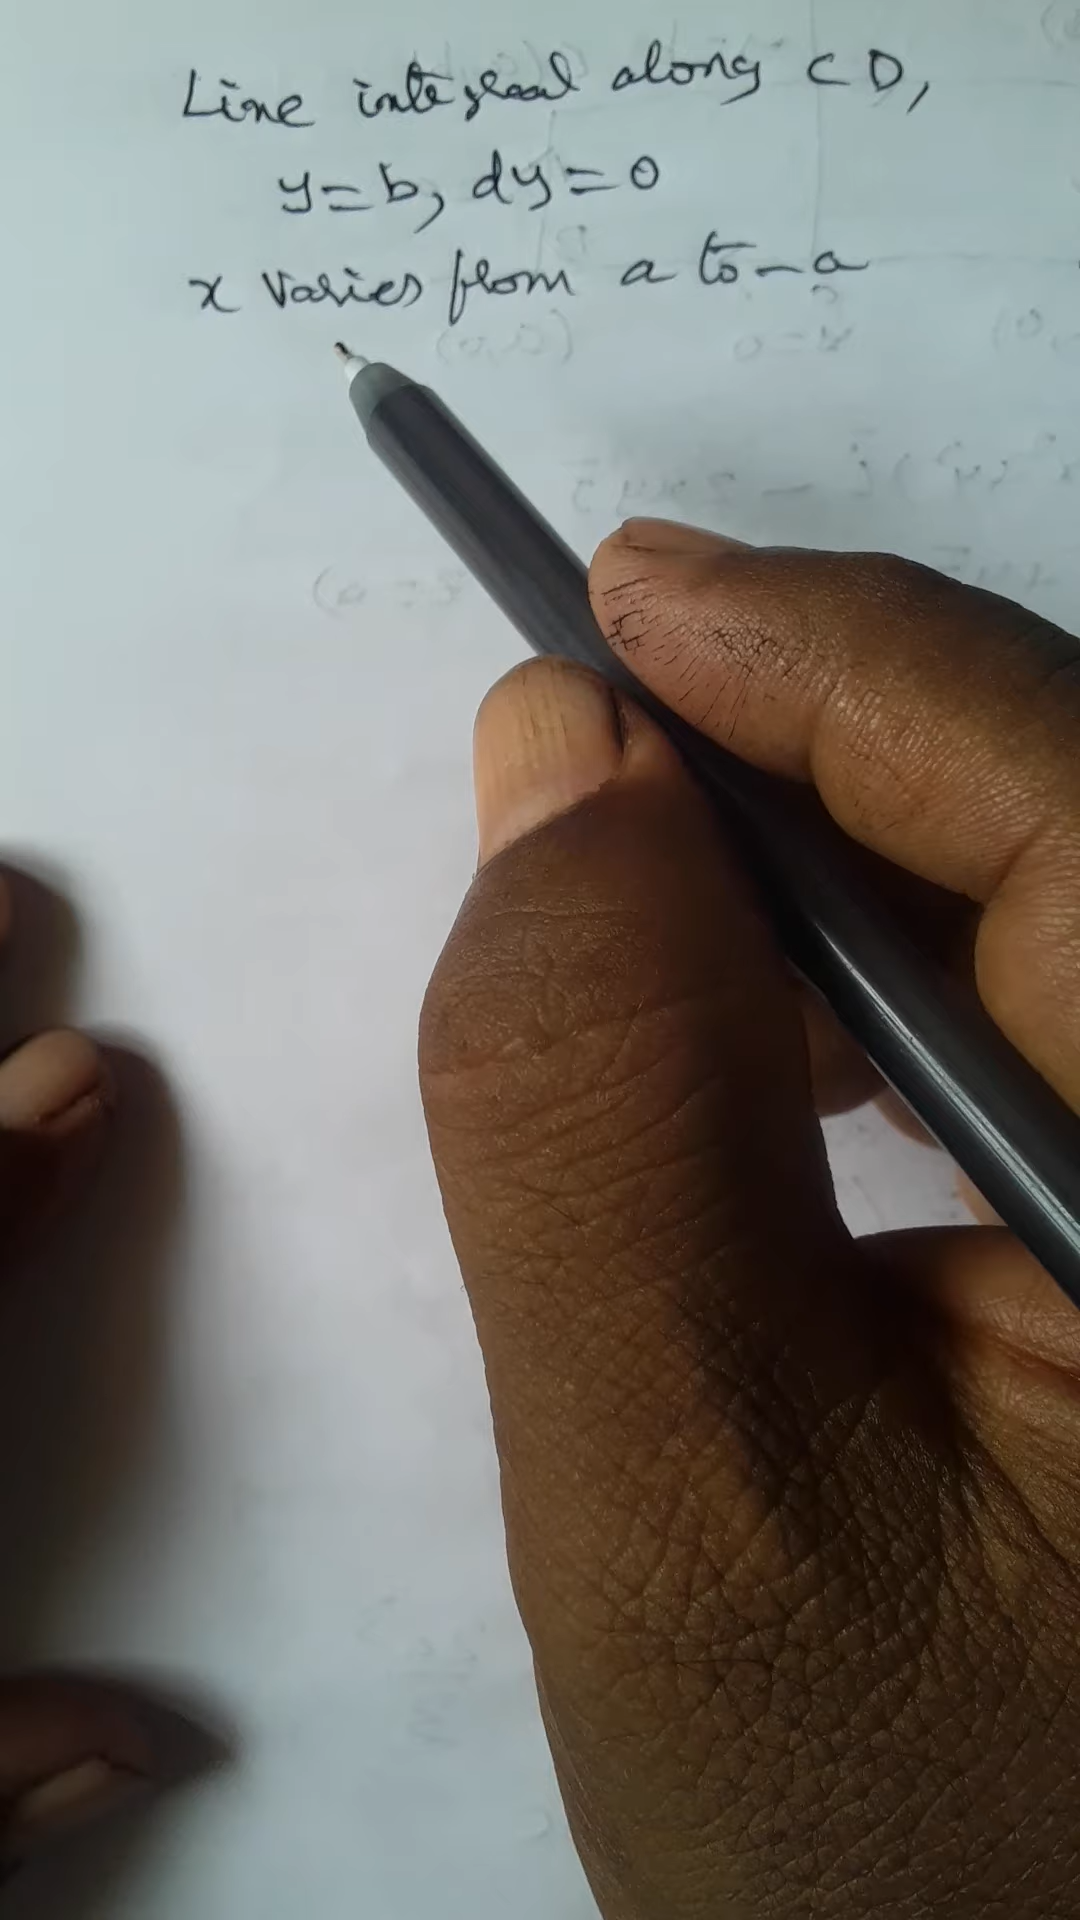 Line integral along CD,
y=b, dy=0
x varies from a to -a